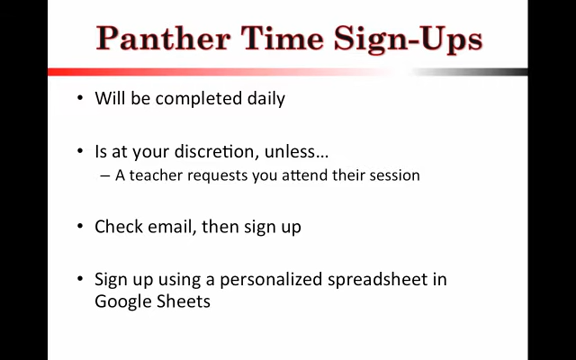 Panther Time Sign-Ups
• Will be completed daily
• Is at your discretion, unless...
– A teacher requests you attend their session
• Check email, then sign up
• Sign up using a personalized spreadsheet in
Google Sheets